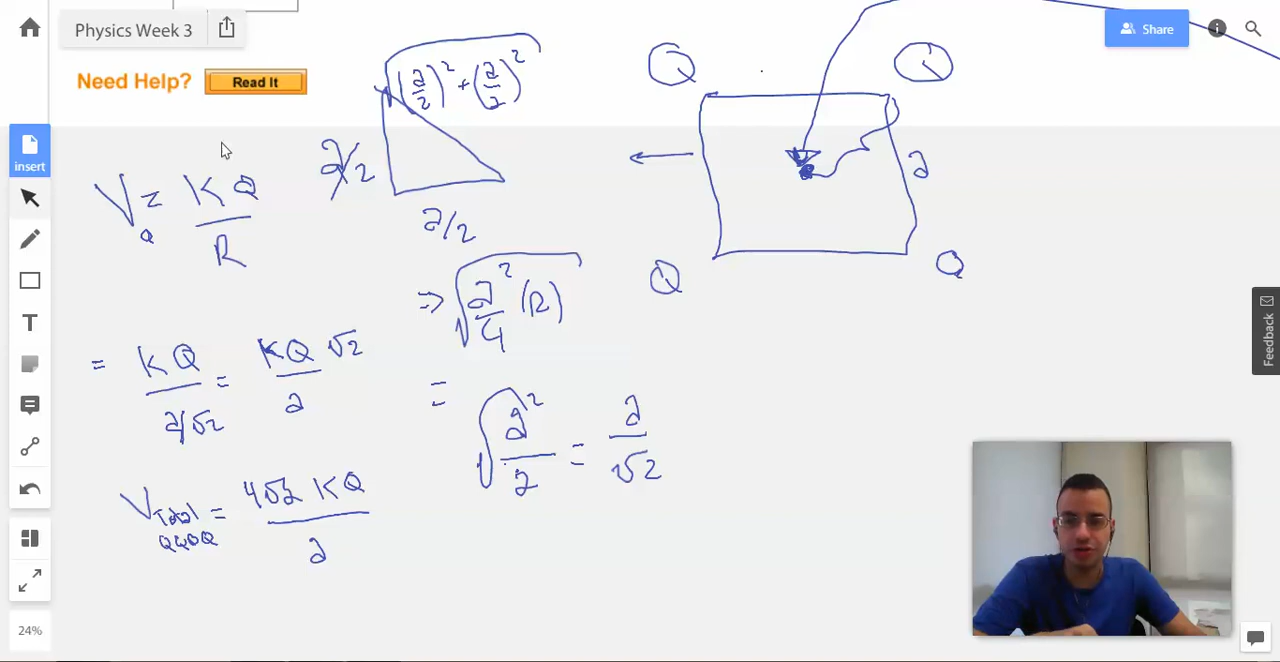 Physics Week 3
Share
Need Help? Read It
insert
T
24%
Feedback
√(a/2)² + (a/2)²
a/2
a/2
Q
Q
a
Q
Q
V_Q = KQ/R
⇒ √a²/4 (2)
= KQ/a/√2 = KQ√2/a
= √a²/2 = a/√2
V_Total QQQQ = 4√2 KQ/a